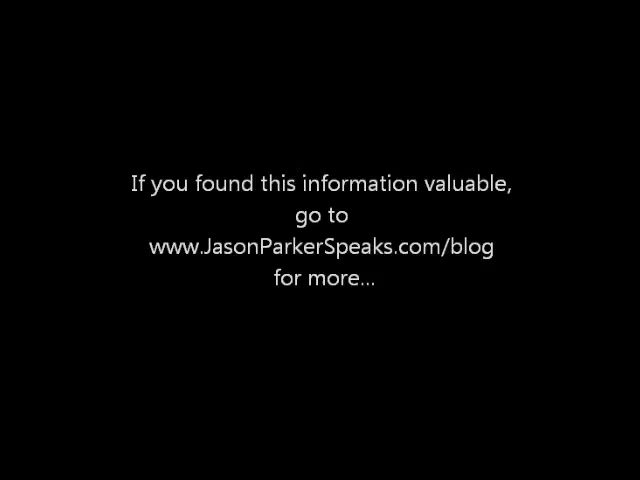 If you found this information valuable,
go to
www.JasonParkerSpeaks.com/blog
for more...